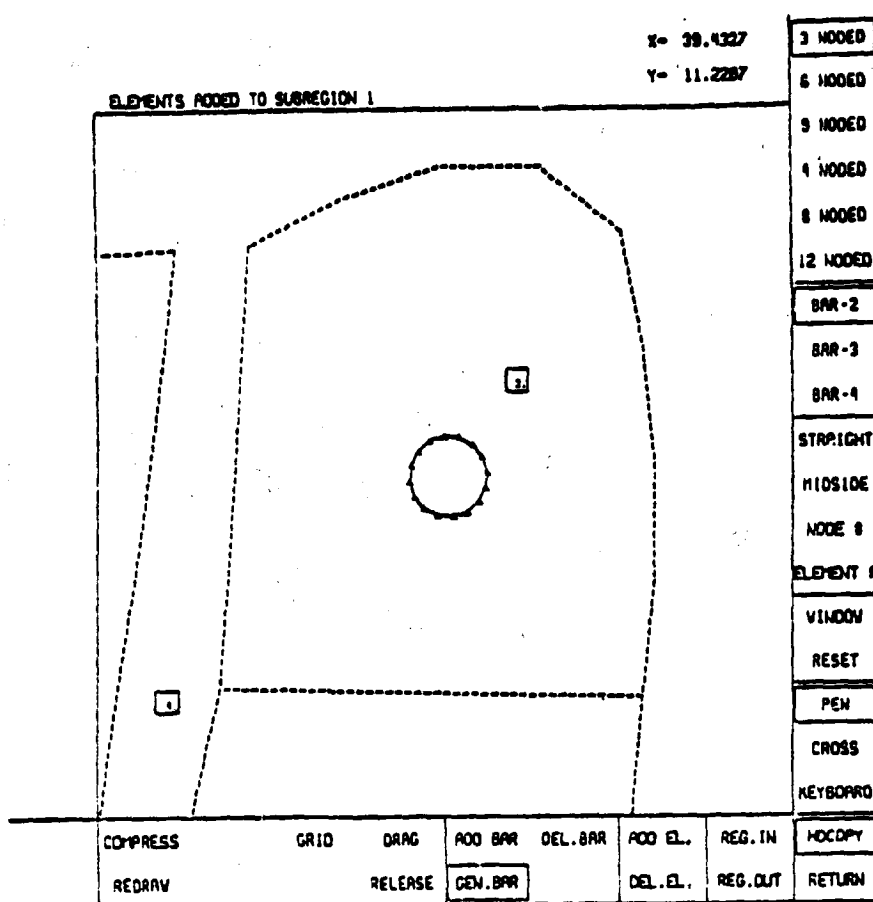 X= 39.4327
Y= 11.2287
ELEMENTS ADDED TO SUBREGION 1
3 NODED
6 NODED
9 NODED
4 NODED
8 NODED
12 NODED
BAR-2
BAR-3
BAR-4
STRAIGHT
MIDSIDE
NODE #
ELEMENT #
WINDOW
RESET
PEN
CROSS
KEYBOARD
3.
COMPRESS GRID DRAG ADD BAR DEL.BAR ADD EL. REG.IN HDCOPY
REDRAW RELEASE GEN.BAR DEL.EL. REG.OUT RETURN